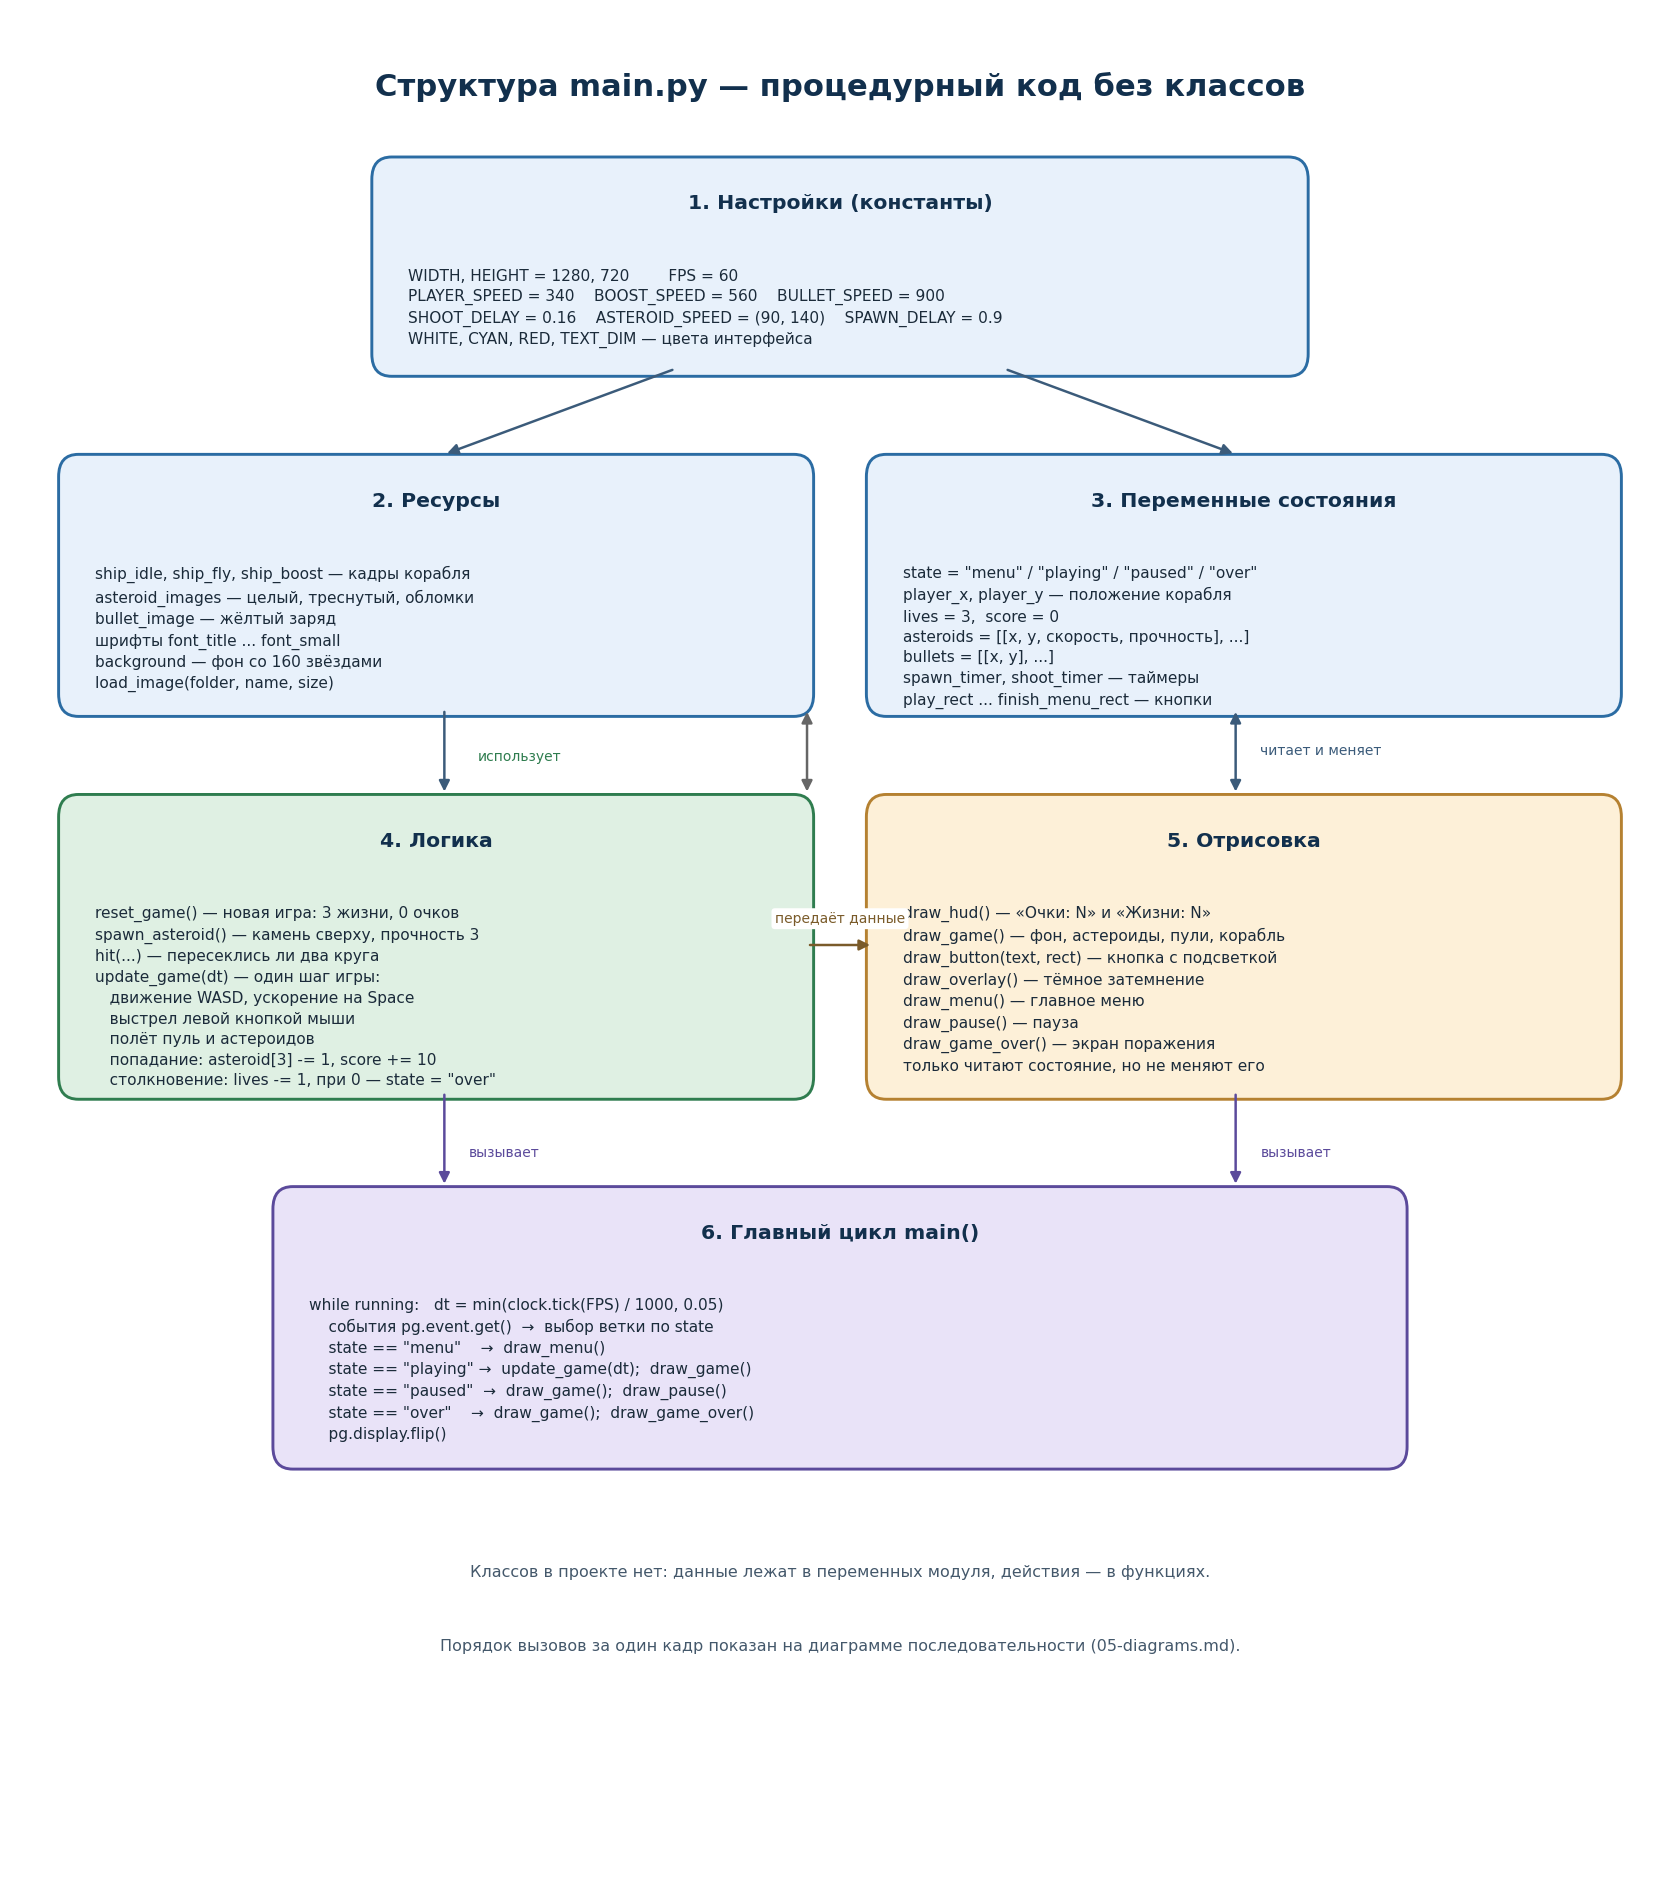 Структура main.py — процедурный код без классов
1. Настройки (константы)
WIDTH, HEIGHT = 1280, 720        FPS = 60
PLAYER_SPEED = 340    BOOST_SPEED = 560    BULLET_SPEED = 900
SHOOT_DELAY = 0.16    ASTEROID_SPEED = (90, 140)    SPAWN_DELAY = 0.9
WHITE, CYAN, RED, TEXT_DIM — цвета интерфейса
2. Ресурсы
ship_idle, ship_fly, ship_boost — кадры корабля
asteroid_images — целый, треснутый, обломки
bullet_image — жёлтый заряд
шрифты font_title ... font_small
background — фон со 160 звёздами
load_image(folder, name, size)
3. Переменные состояния
state = "menu" / "playing" / "paused" / "over"
player_x, player_y — положение корабля
lives = 3,  score = 0
asteroids = [[x, y, скорость, прочность], ...]
bullets = [[x, y], ...]
spawn_timer, shoot_timer — таймеры
play_rect ... finish_menu_rect — кнопки
использует
читает и меняет
4. Логика
reset_game() — новая игра: 3 жизни, 0 очков
spawn_asteroid() — камень сверху, прочность 3
hit(...) — пересеклись ли два круга
update_game(dt) — один шаг игры:
   движение WASD, ускорение на Space
   выстрел левой кнопкой мыши
   полёт пуль и астероидов
   попадание: asteroid[3] -= 1, score += 10
   столкновение: lives -= 1, при 0 — state = "over"
передаёт данные
5. Отрисовка
draw_hud() — «Очки: N» и «Жизни: N»
draw_game() — фон, астероиды, пули, корабль
draw_button(text, rect) — кнопка с подсветкой
draw_overlay() — тёмное затемнение
draw_menu() — главное меню
draw_pause() — пауза
draw_game_over() — экран поражения
только читают состояние, но не меняют его
вызывает
вызывает
6. Главный цикл main()
while running:   dt = min(clock.tick(FPS) / 1000, 0.05)
    события pg.event.get()  →  выбор ветки по state
    state == "menu"    →  draw_menu()
    state == "playing" →  update_game(dt);  draw_game()
    state == "paused"  →  draw_game();  draw_pause()
    state == "over"    →  draw_game();  draw_game_over()
    pg.display.flip()
Классов в проекте нет: данные лежат в переменных модуля, действия — в функциях.
Порядок вызовов за один кадр показан на диаграмме последовательности (05-diagrams.md).